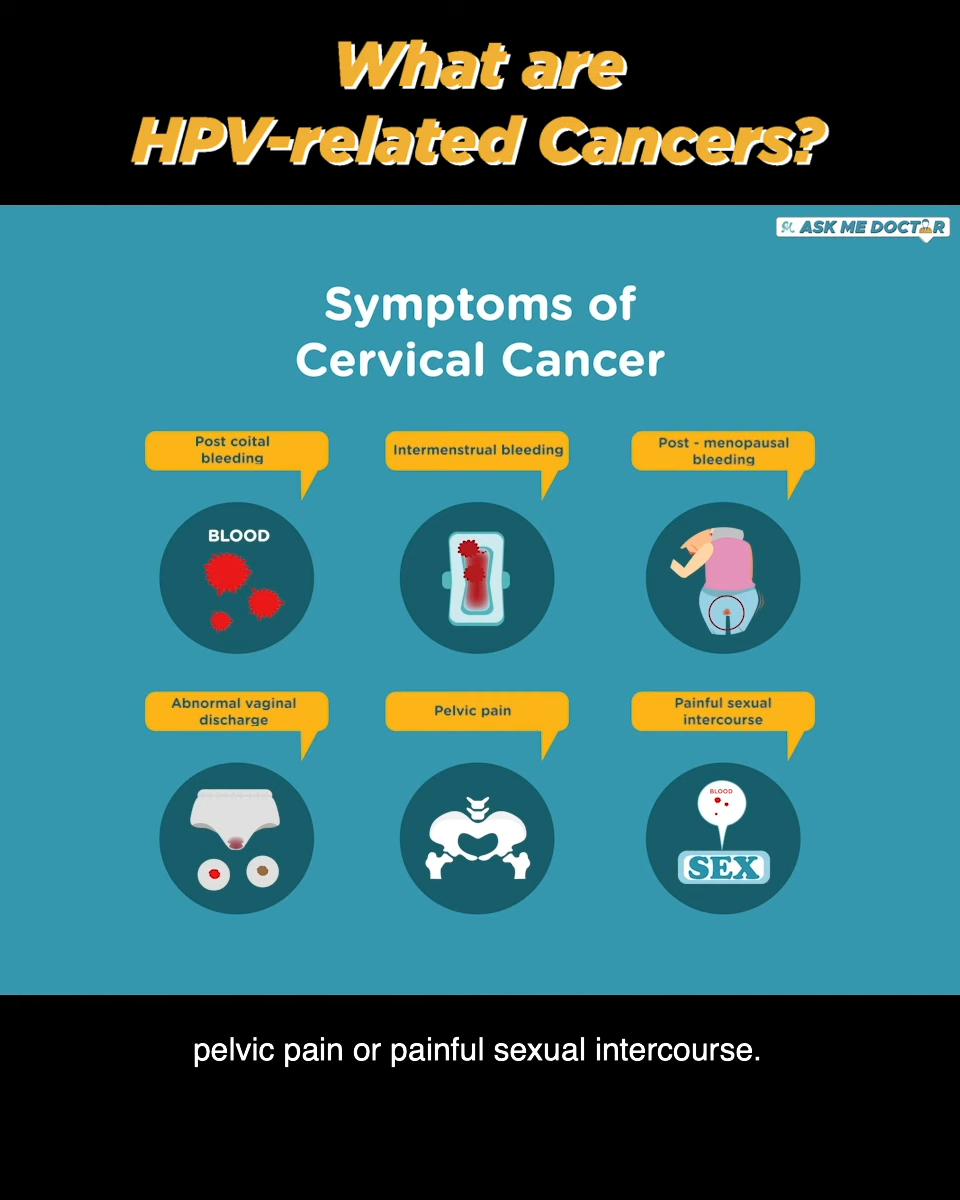 What are
HPV-related Cancers?
ASK ME DOCTOR
Symptoms of
Cervical Cancer
Post coital
bleeding
Intermenstrual bleeding
Post - menopausal
bleeding
BLOOD
Abnormal vaginal
discharge
Pelvic pain
Painful sexual
intercourse
BLOOD
SEX
pelvic pain or painful sexual intercourse.